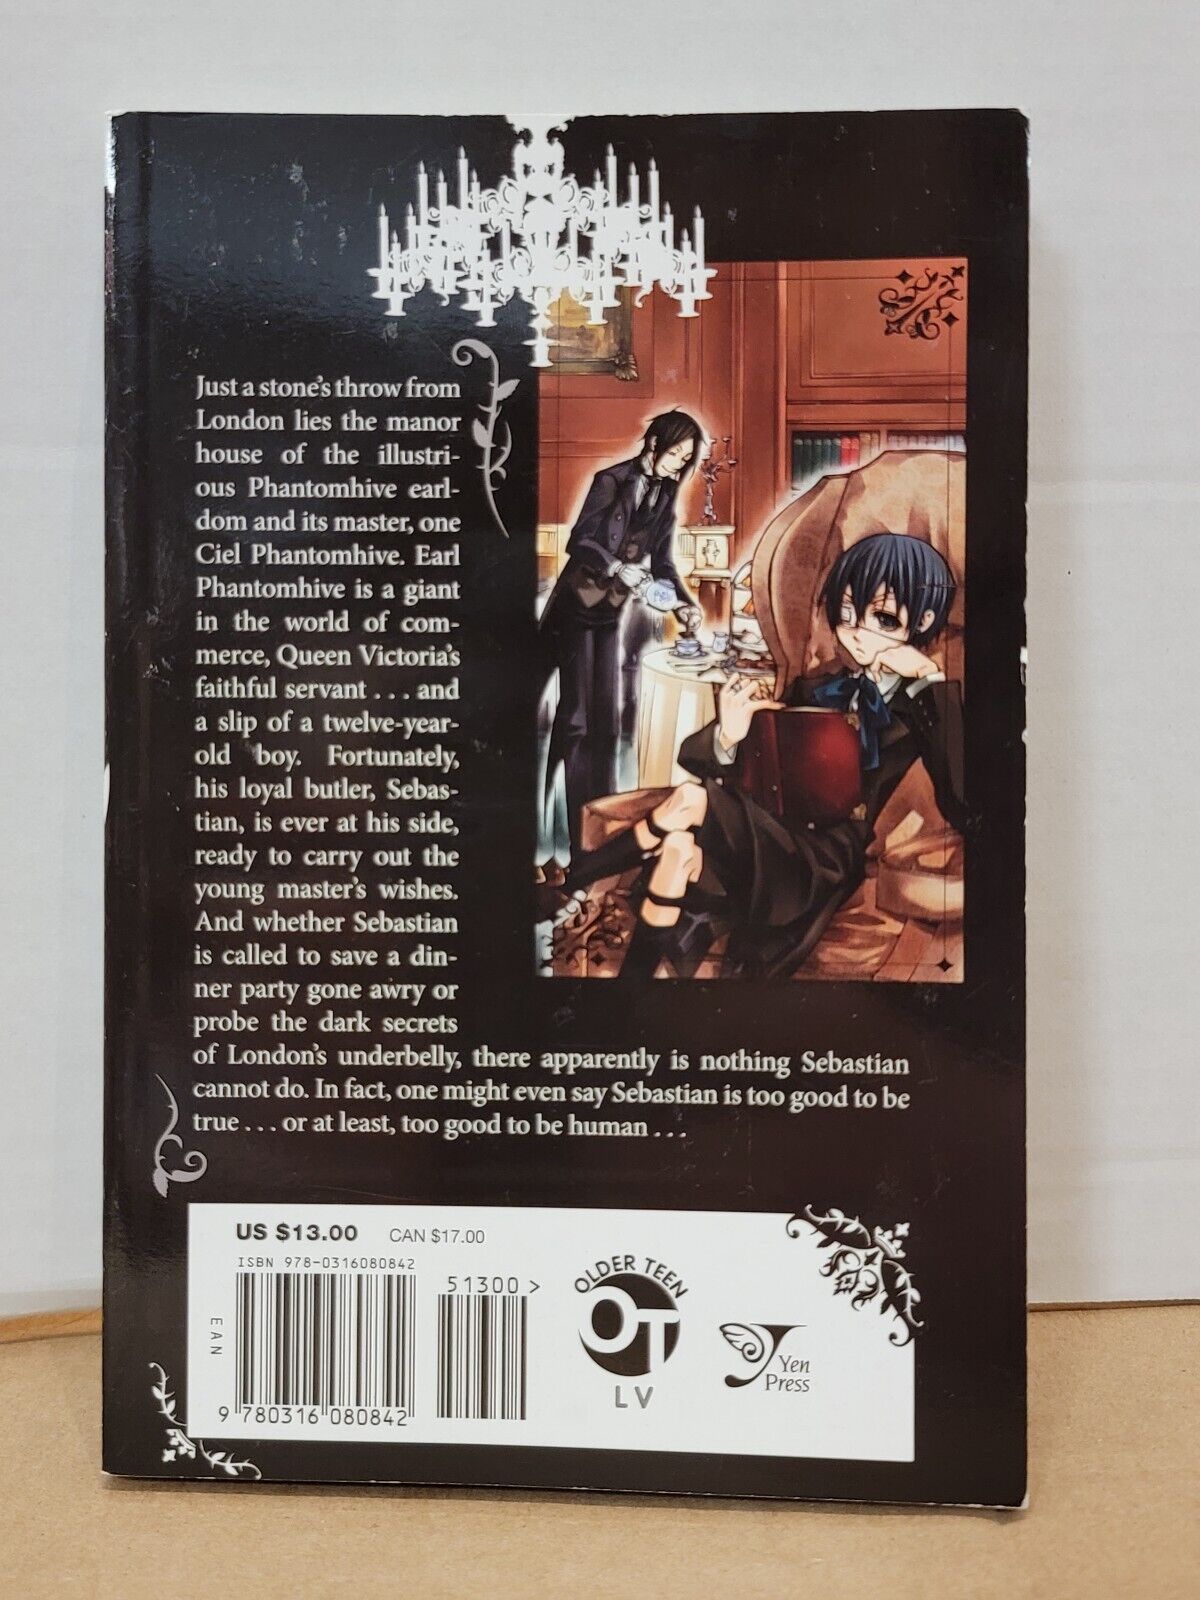 Just a stone's throw from
London lies the manor
house of the illustri-
ous Phantomhive earl-
dom and its master, one
Ciel Phantomhive. Earl
Phantomhive is a giant
in the world of com-
merce, Queen Victoria's
faithful servant . . . and
a slip of a twelve-year-
old boy. Fortunately,
his loyal butler, Sebas-
tian, is ever at his side,
ready to carry out the
young master's wishes.
And whether Sebastian
is called to save a din-
ner party gone awry or
probe the dark secrets
of London's underbelly, there apparently is nothing Sebastian
cannot do. In fact, one might even say Sebastian is too good to be
true . . . or at least, too good to be human . . .
US $13.00 CAN $17.00
ISBN 978-0316080842
51300>
EAN
9 780316 080842
OLDER TEEN
OT
LV
Yen
Press